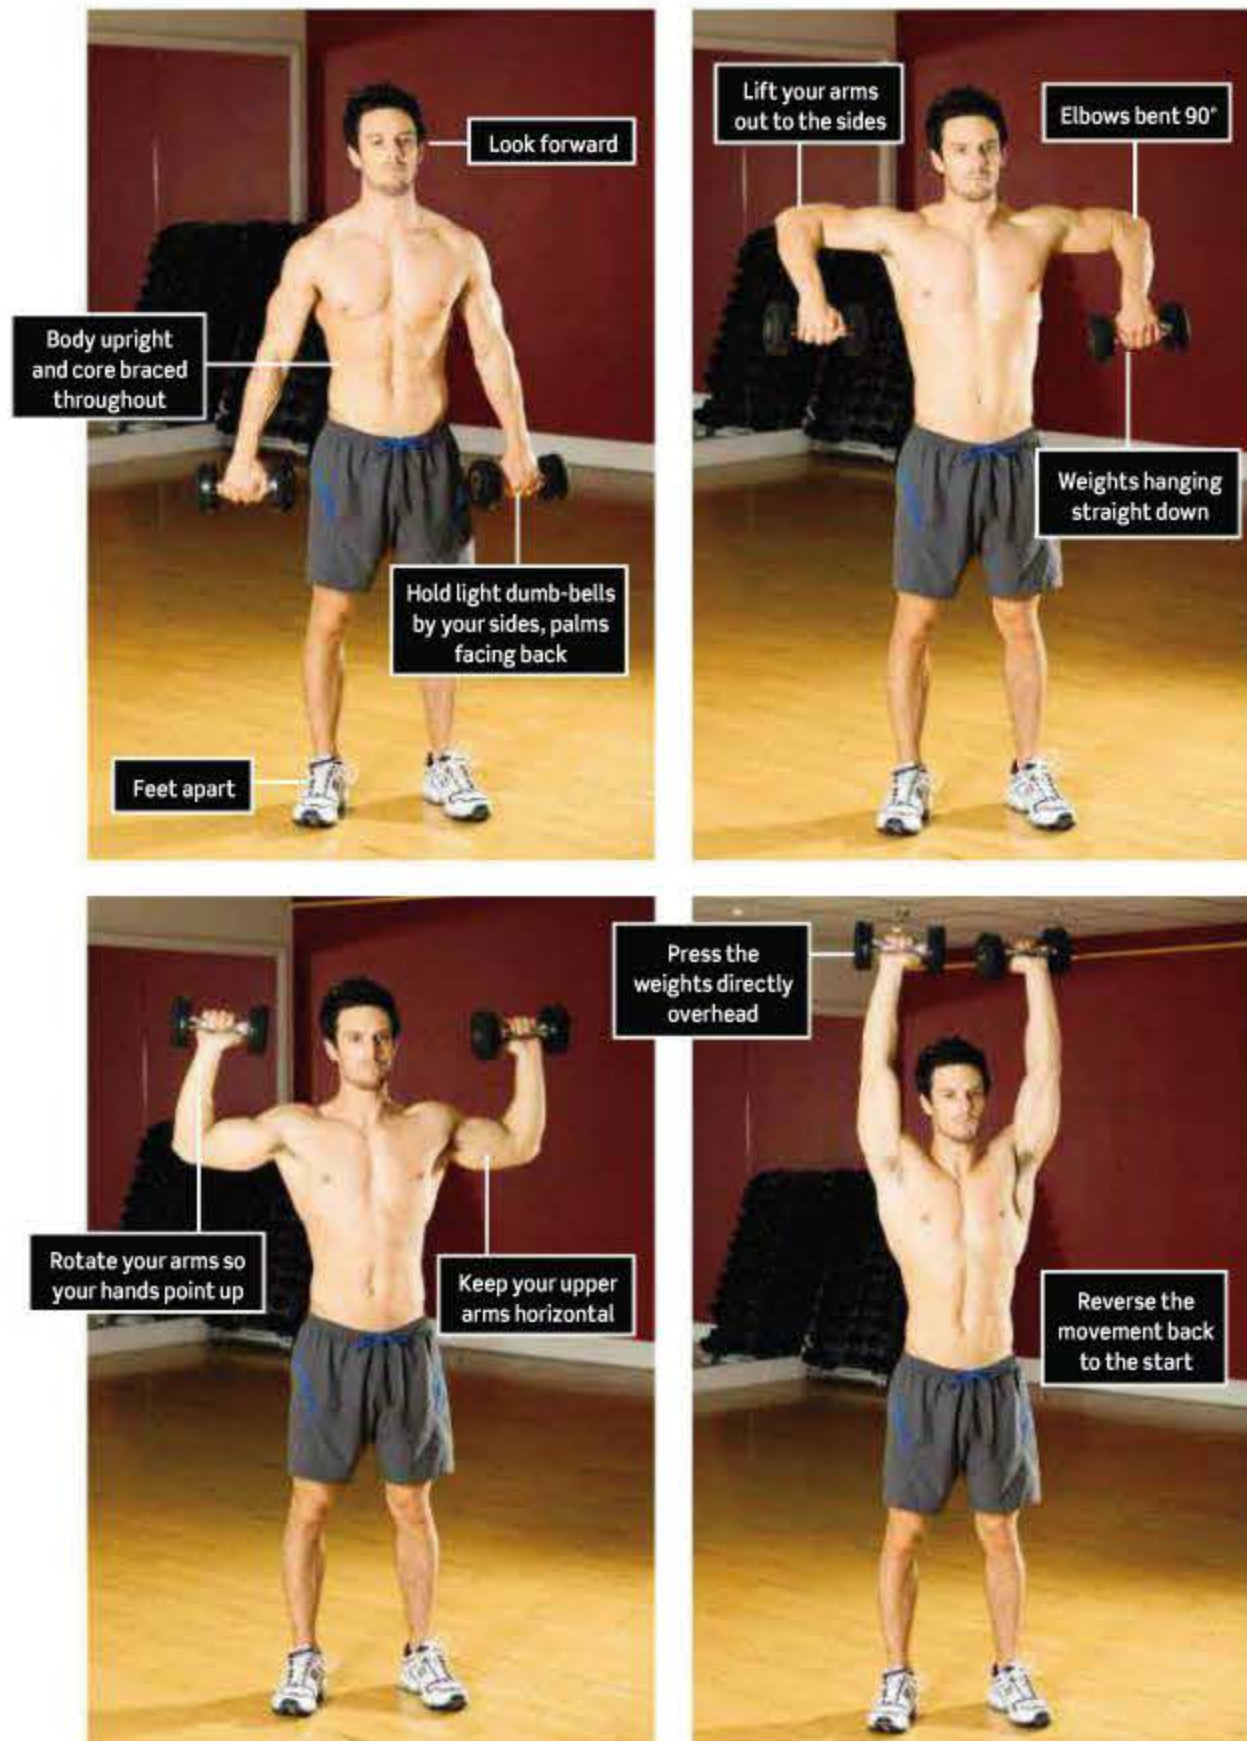 Look forward
Body upright
and core braced
throughout
Hold light dumb-bells
by your sides, palms
facing back
Feet apart
Lift your arms
out to the sides
Elbows bent 90°
Weights hanging
straight down
Rotate your arms so
your hands point up
Keep your upper
arms horizontal
Press the
weights directly
overhead
Reverse the
movement back
to the start